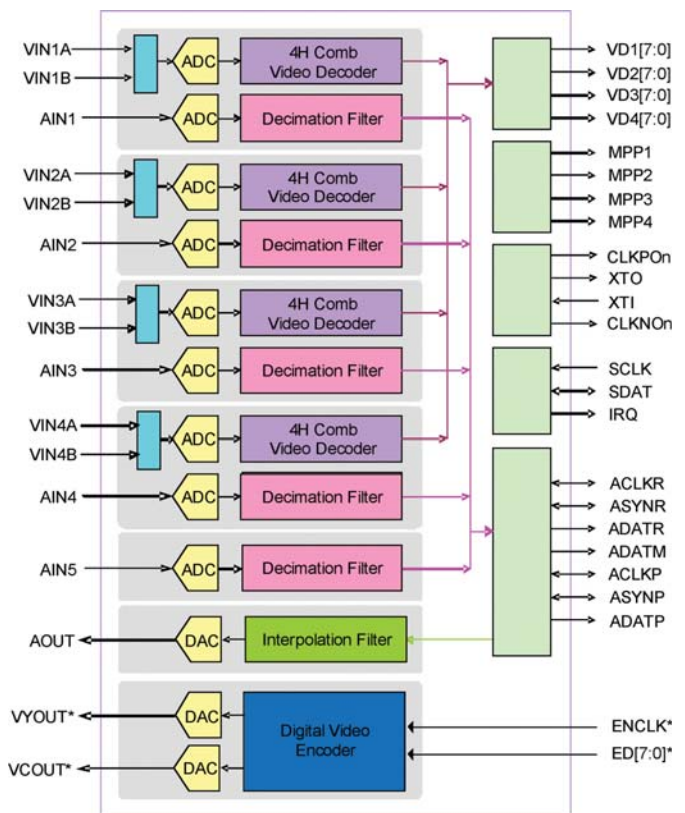 VIN1A
VIN1B
ADC
4H Comb
Video Decoder
VD1[7:0]
VD2[7:0]
VD3[7:0]
VD4[7:0]
AIN1
ADC
Decimation Filter
VIN2A
VIN2B
ADC
4H Comb
Video Decoder
MPP1
MPP2
MPP3
MPP4
AIN2
ADC
Decimation Filter
CLKPOn
XTO
XTI
CLKNOn
VIN3A
VIN3B
ADC
4H Comb
Video Decoder
AIN3
ADC
Decimation Filter
SCLK
SDAT
IRQ
VIN4A
VIN4B
ADC
4H Comb
Video Decoder
AIN4
ADC
Decimation Filter
ACLKR
ASYNR
ADATR
ADATM
ACLKP
ASYNP
ADATP
AIN5
ADC
Decimation Filter
AOUT
DAC
Interpolation Filter
VYOUT*
DAC
Digital Video
Encoder
ENCLK*
ED[7:0]*
VCOUT*
DAC